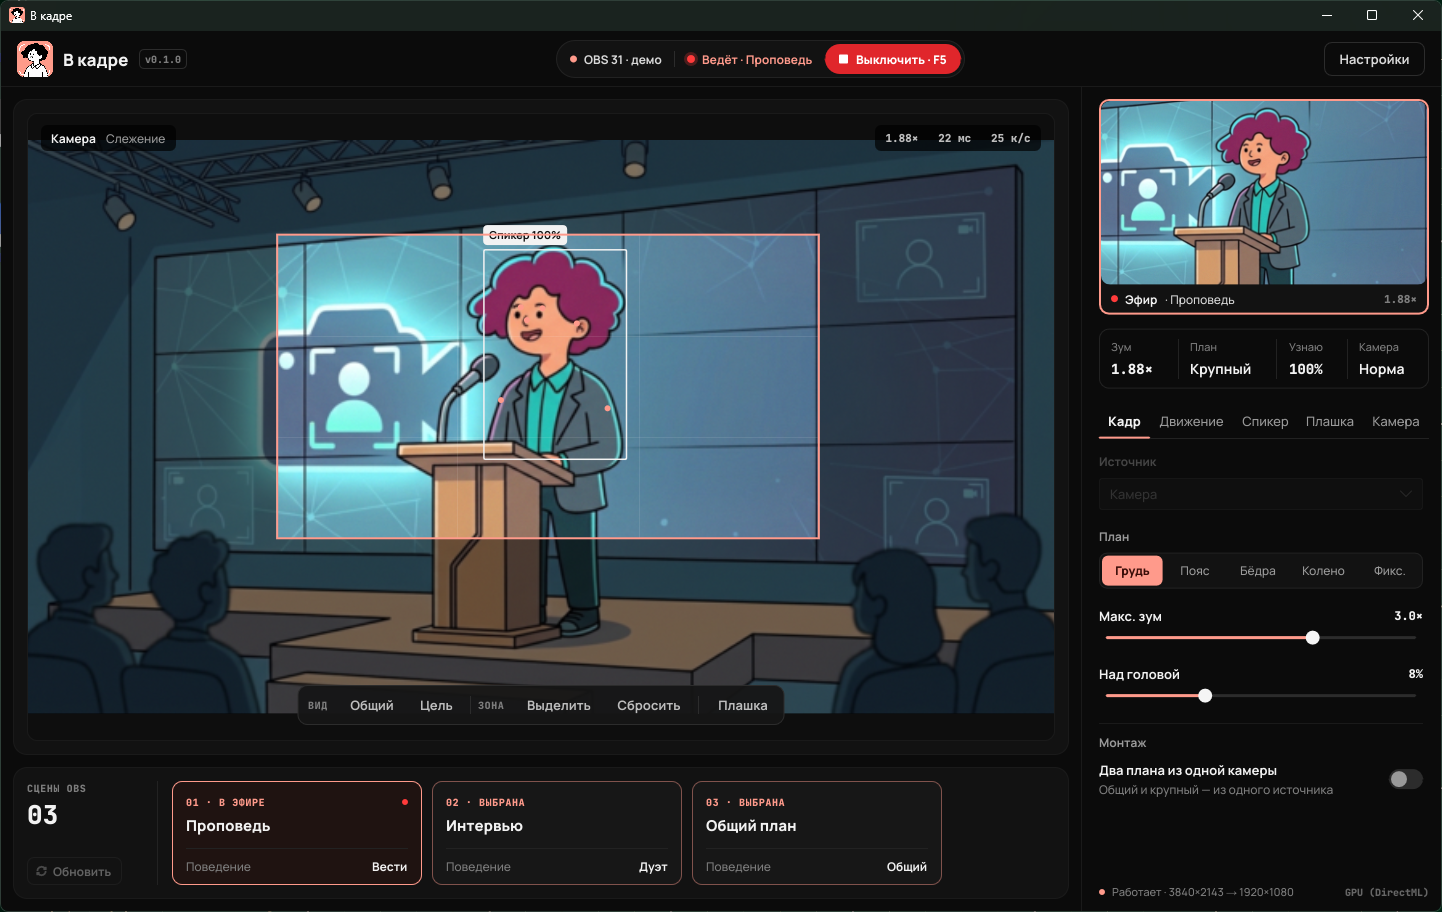 В кадре
В кадре v0.1.0
OBS 31 · демо
Ведёт · Проповедь
Выключить · F5
Настройки
Камера Слежение
1.88× 22 мс 25 к/с
Спикер 100%
ВИД Общий Цель ЗОНА Выделить Сбросить Плашка
СЦЕНЫ OBS
03
Обновить
01 · В ЭФИРЕ
Проповедь
Поведение Вести
02 · ВЫБРАНА
Интервью
Поведение Дуэт
03 · ВЫБРАНА
Общий план
Поведение Общий
Эфир · Проповедь 1.88×
Зум План Узнаю Камера
1.88× Крупный 100% Норма
Кадр Движение Спикер Плашка Камера
Источник
Камера
План
Грудь Пояс Бёдра Колено Фикс.
Макс. зум 3.0×
Над головой 8%
Монтаж
Два плана из одной камеры
Общий и крупный — из одного источника
Работает · 3840×2143 → 1920×1080 GPU (DirectML)